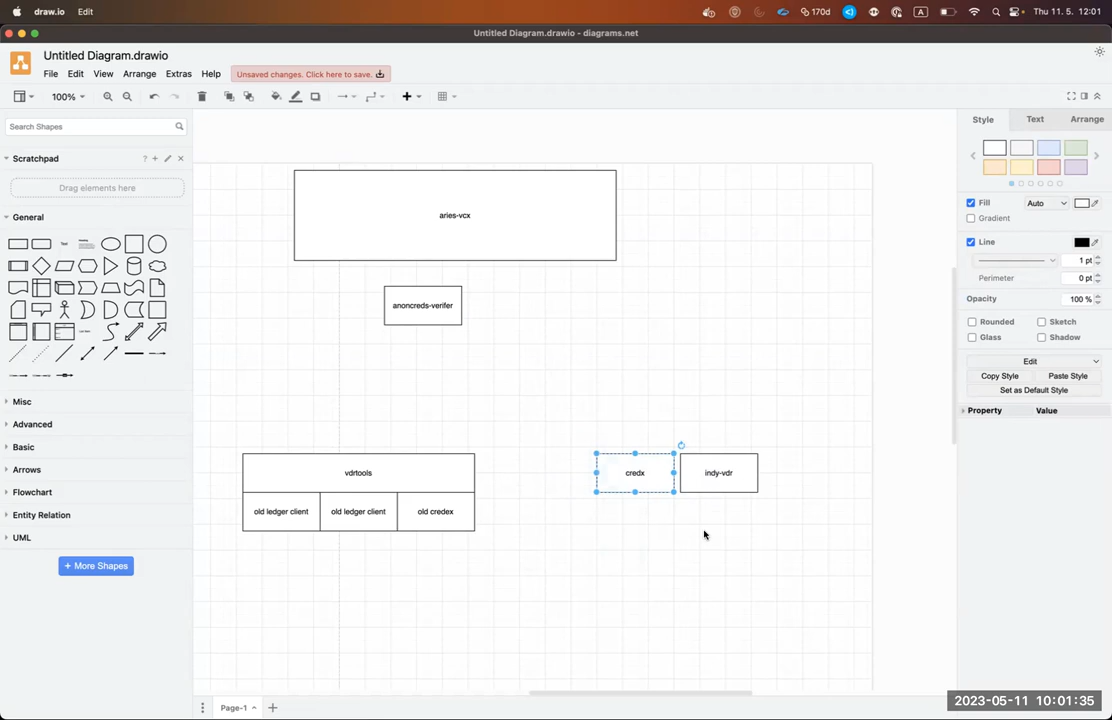 draw.io Edit 170d A Thu 11. 5. 12:01
Untitled Diagram.drawio - diagrams.net
Untitled Diagram.drawio
File Edit View Arrange Extras Help Unsaved changes. Click here to save.
100%
Search Shapes
Scratchpad ?
Drag elements here
General
Text
Misc
Advanced
Basic
Arrows
Flowchart
Entity Relation
UML
+ More Shapes
aries-vcx
anoncreds-verifer
vdrtools
old ledger client old ledger client old credex
credx indy-vdr
Style Text Arrange
Fill Auto
Gradient
Line
1 pt
Perimeter 0 pt
Opacity 100 %
Rounded Sketch
Glass Shadow
Edit
Copy Style Paste Style
Set as Default Style
Property Value
Page-1
2023-05-11 10:01:35